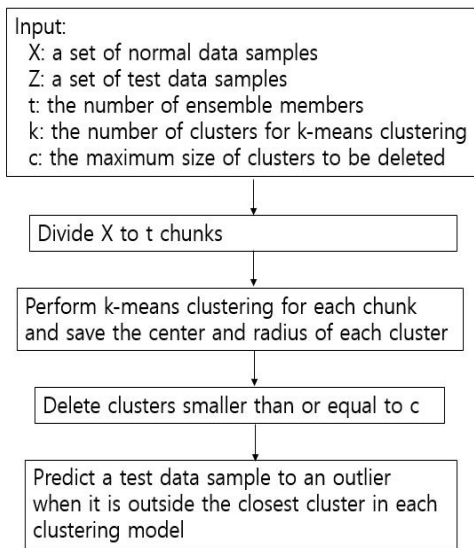 Input:
X: a set of normal data samples
Z: a set of test data samples
t: the number of ensemble members
k: the number of clusters for k-means clustering
c: the maximum size of clusters to be deleted
Divide X to t chunks
Perform k-means clustering for each chunk
and save the center and radius of each cluster
Delete clusters smaller than or equal to c
Predict a test data sample to an outlier
when it is outside the closest cluster in each
clustering model